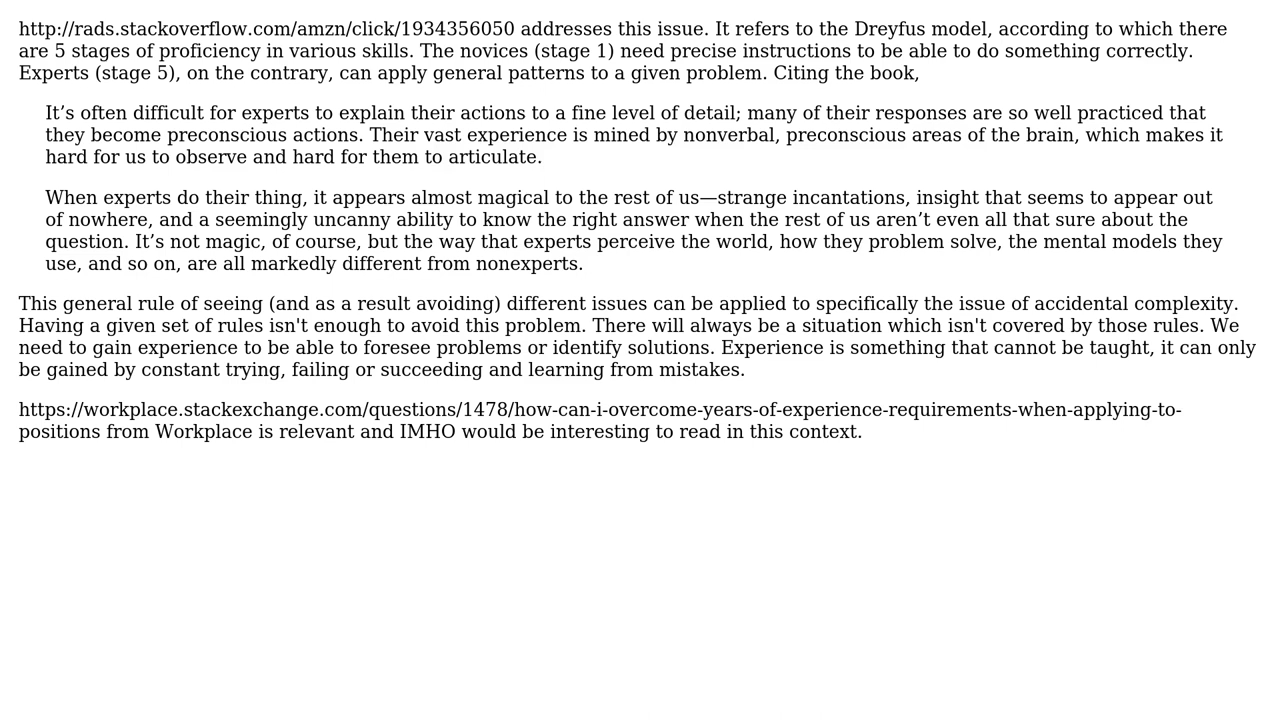 http://rads.stackoverflow.com/amzn/click/1934356050 addresses this issue. It refers to the Dreyfus model, according to which there
are 5 stages of proficiency in various skills. The novices (stage 1) need precise instructions to be able to do something correctly.
Experts (stage 5), on the contrary, can apply general patterns to a given problem. Citing the book,
It’s often difficult for experts to explain their actions to a fine level of detail; many of their responses are so well practiced that
they become preconscious actions. Their vast experience is mined by nonverbal, preconscious areas of the brain, which makes it
hard for us to observe and hard for them to articulate.
When experts do their thing, it appears almost magical to the rest of us—strange incantations, insight that seems to appear out
of nowhere, and a seemingly uncanny ability to know the right answer when the rest of us aren’t even all that sure about the
question. It’s not magic, of course, but the way that experts perceive the world, how they problem solve, the mental models they
use, and so on, are all markedly different from nonexperts.
This general rule of seeing (and as a result avoiding) different issues can be applied to specifically the issue of accidental complexity.
Having a given set of rules isn't enough to avoid this problem. There will always be a situation which isn't covered by those rules. We
need to gain experience to be able to foresee problems or identify solutions. Experience is something that cannot be taught, it can only
be gained by constant trying, failing or succeeding and learning from mistakes.
https://workplace.stackexchange.com/questions/1478/how-can-i-overcome-years-of-experience-requirements-when-applying-to-
positions from Workplace is relevant and IMHO would be interesting to read in this context.